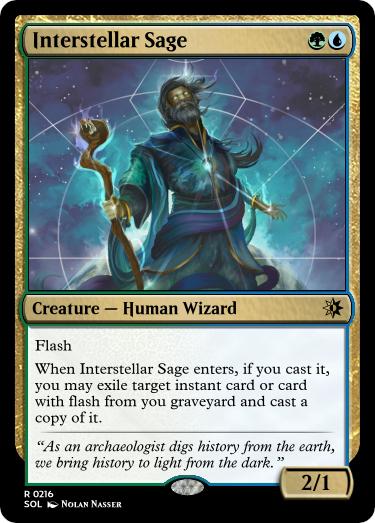 Interstellar Sage
Creature — Human Wizard
Flash
When Interstellar Sage enters, if you cast it,
you may exile target instant card or card
with flash from you graveyard and cast a
copy of it.
“As an archaeologist digs history from the earth,
we bring history to light from the dark.”
2/1
R 0216
SOL Nolan Nasser